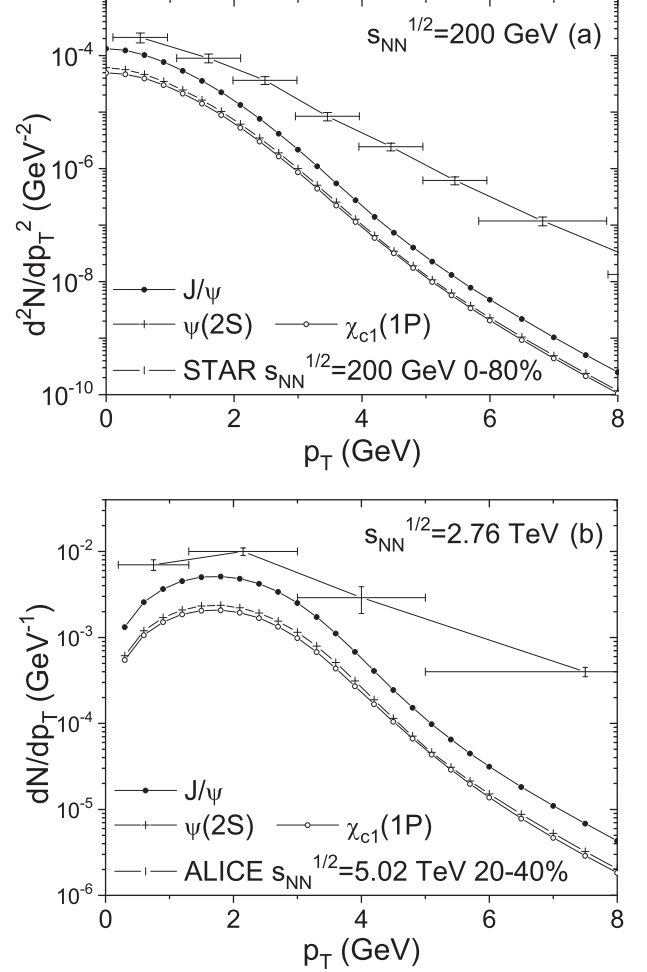 s_NN^1/2=200 GeV (a)
10^-4
10^-6
10^-8
10^-10
d^2N/dp_T^2 (GeV^-2)
J/ψ
ψ(2S) χ_c1(1P)
STAR s_NN^1/2=200 GeV 0-80%
0 2 4 6 8
p_T (GeV)
s_NN^1/2=2.76 TeV (b)
10^-2
10^-3
10^-4
10^-5
10^-6
dN/dp_T (GeV^-1)
J/ψ
ψ(2S) χ_c1(1P)
ALICE s_NN^1/2=5.02 TeV 20-40%
0 2 4 6 8
p_T (GeV)